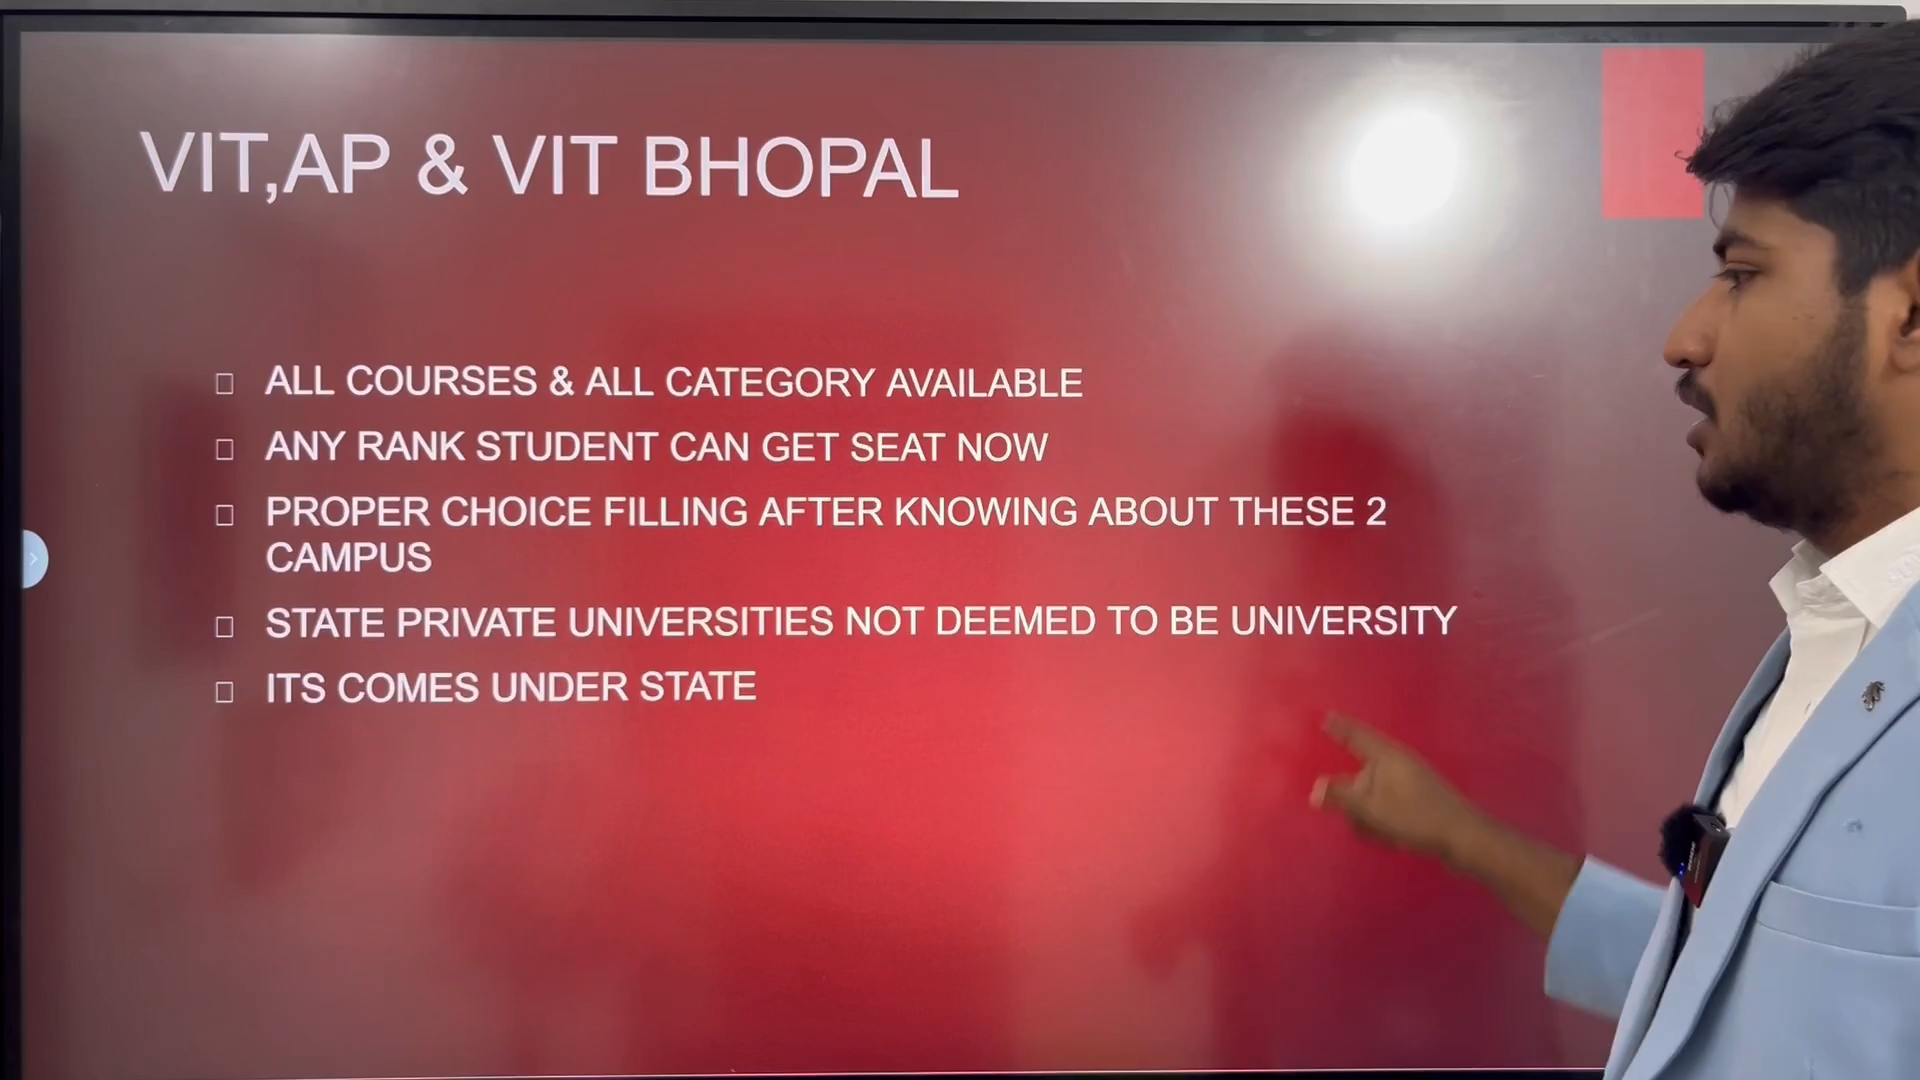 VIT,AP & VIT BHOPAL
ALL COURSES & ALL CATEGORY AVAILABLE
ANY RANK STUDENT CAN GET SEAT NOW
PROPER CHOICE FILLING AFTER KNOWING ABOUT THESE 2
CAMPUS
STATE PRIVATE UNIVERSITIES NOT DEEMED TO BE UNIVERSITY
ITS COMES UNDER STATE